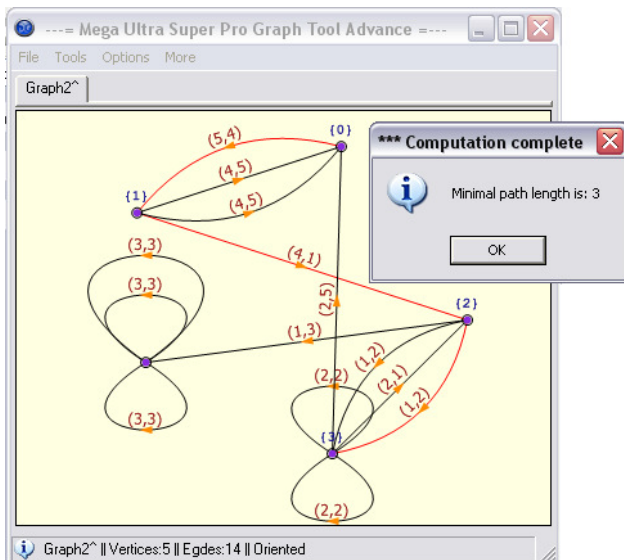 ---= Mega Ultra Super Pro Graph Tool Advance =---
File Tools Options More
Graph2^
(5,4)
{0}
(4,5)
{1}
(4,5)
*** Computation complete
Minimal path length is: 3
OK
(3,3)
(4,1)
(3,3)
(2,5)
{2}
(1,3)
(1,2)
(2,2)
(2,1)
(1,2)
(3,3)
{3}
(2,2)
Graph2^ || Vertices:5 || Egdes:14 || Oriented